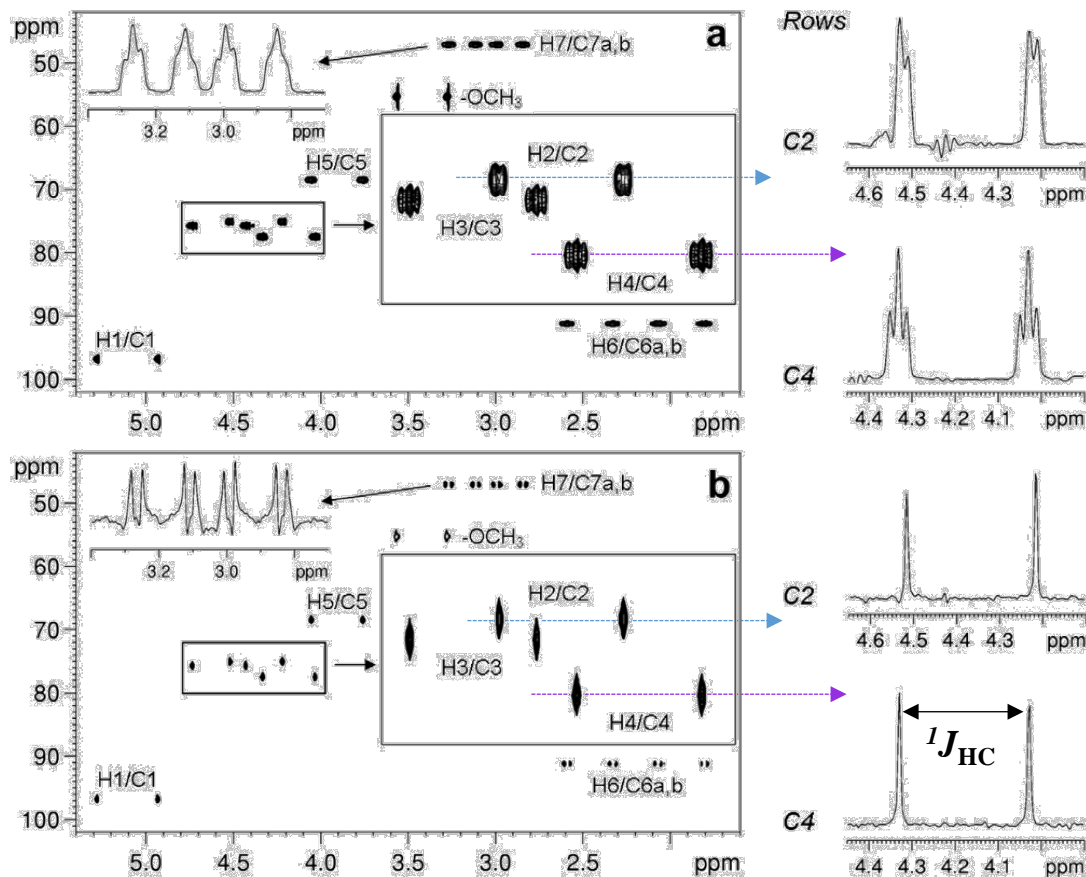 ppm
50
60
70
80
90
100
a
H7/C7a,b
-OCH3
3.2 3.0 ppm
H5/C5
H2/C2
H3/C3
H4/C4
H1/C1
H6/C6a,b
5.0 4.5 4.0 3.5 3.0 2.5 ppm
Rows
C2
4.6 4.5 4.4 4.3 ppm
C4
4.4 4.3 4.2 4.1 ppm
ppm
50
60
70
80
90
100
b
H7/C7a,b
-OCH3
3.2 3.0 ppm
H5/C5
H2/C2
H3/C3
H4/C4
H1/C1
H6/C6a,b
5.0 4.5 4.0 3.5 3.0 2.5 ppm
C2
4.6 4.5 4.4 4.3 ppm
1JHC
C4
4.4 4.3 4.2 4.1 ppm